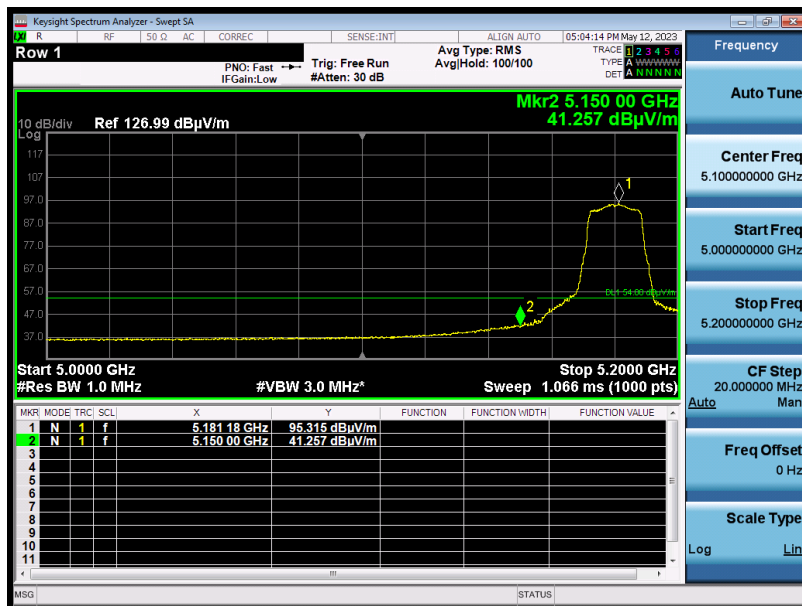 Keysight Spectrum Analyzer - Swept SA
LXI R RF 50 Ω AC CORREC SENSE:INT ALIGN AUTO 05:04:14 PM May 12, 2023
Row 1
PNO: Fast
IFGain:Low
Trig: Free Run
#Atten: 30 dB
Avg Type: RMS
Avg|Hold: 100/100
TRACE 1 2 3 4 5 6
TYPE A WWWWW
DET A N N N N N
Mkr2 5.150 00 GHz
41.257 dBµV/m
10 dB/div Ref 126.99 dBµV/m
Log
117
107
97.0
87.0
77.0
67.0
57.0
47.0
37.0
1
2
DL1 54.00 dBµV/m
Start 5.0000 GHz Stop 5.2000 GHz
#Res BW 1.0 MHz #VBW 3.0 MHz* Sweep 1.066 ms (1000 pts)
MKR MODE TRC SCL X Y FUNCTION FUNCTION WIDTH FUNCTION VALUE
1 N 1 f 5.181 18 GHz 95.315 dBµV/m
2 N 1 f 5.150 00 GHz 41.257 dBµV/m
3
4
5
6
7
8
9
10
11
MSG STATUS
Frequency
Auto Tune
Center Freq
5.100000000 GHz
Start Freq
5.000000000 GHz
Stop Freq
5.200000000 GHz
CF Step
20.000000 MHz
Auto Man
Freq Offset
0 Hz
Scale Type
Log Lin